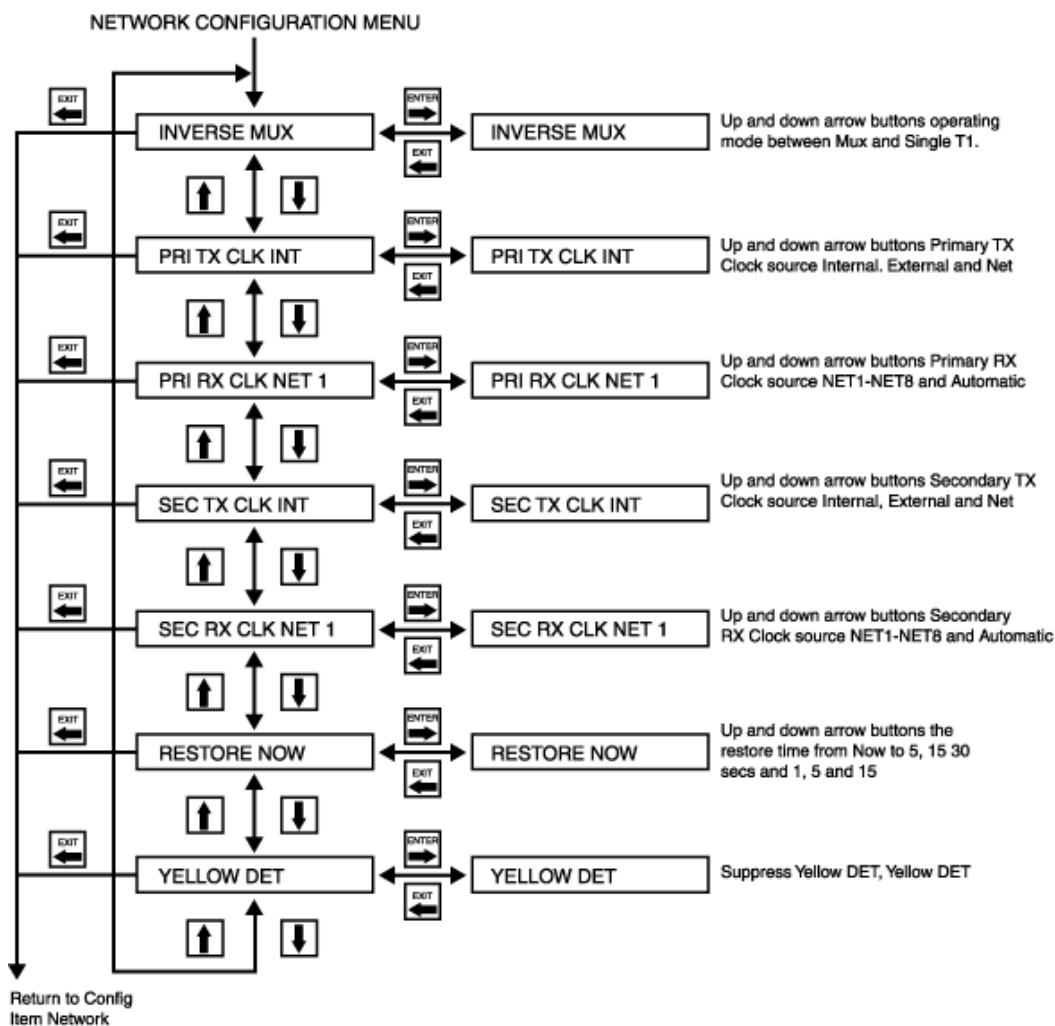 NETWORK CONFIGURATION MENU
EXIT
INVERSE MUX
ENTER
EXIT
INVERSE MUX
Up and down arrow buttons operating
mode between Mux and Single T1.
EXIT
PRI TX CLK INT
ENTER
EXIT
PRI TX CLK INT
Up and down arrow buttons Primary TX
Clock source Internal. External and Net
EXIT
PRI RX CLK NET 1
ENTER
EXIT
PRI RX CLK NET 1
Up and down arrow buttons Primary RX
Clock source NET1-NET8 and Automatic
EXIT
SEC TX CLK INT
ENTER
EXIT
SEC TX CLK INT
Up and down arrow buttons Secondary TX
Clock source Internal, External and Net
EXIT
SEC RX CLK NET 1
ENTER
EXIT
SEC RX CLK NET 1
Up and down arrow buttons Secondary
RX Clock source NET1-NET8 and Automatic
EXIT
RESTORE NOW
ENTER
EXIT
RESTORE NOW
Up and down arrow buttons the
restore time from Now to 5, 15 30
secs and 1, 5 and 15
EXIT
YELLOW DET
ENTER
EXIT
YELLOW DET
Suppress Yellow DET, Yellow DET
Return to Config
Item Network